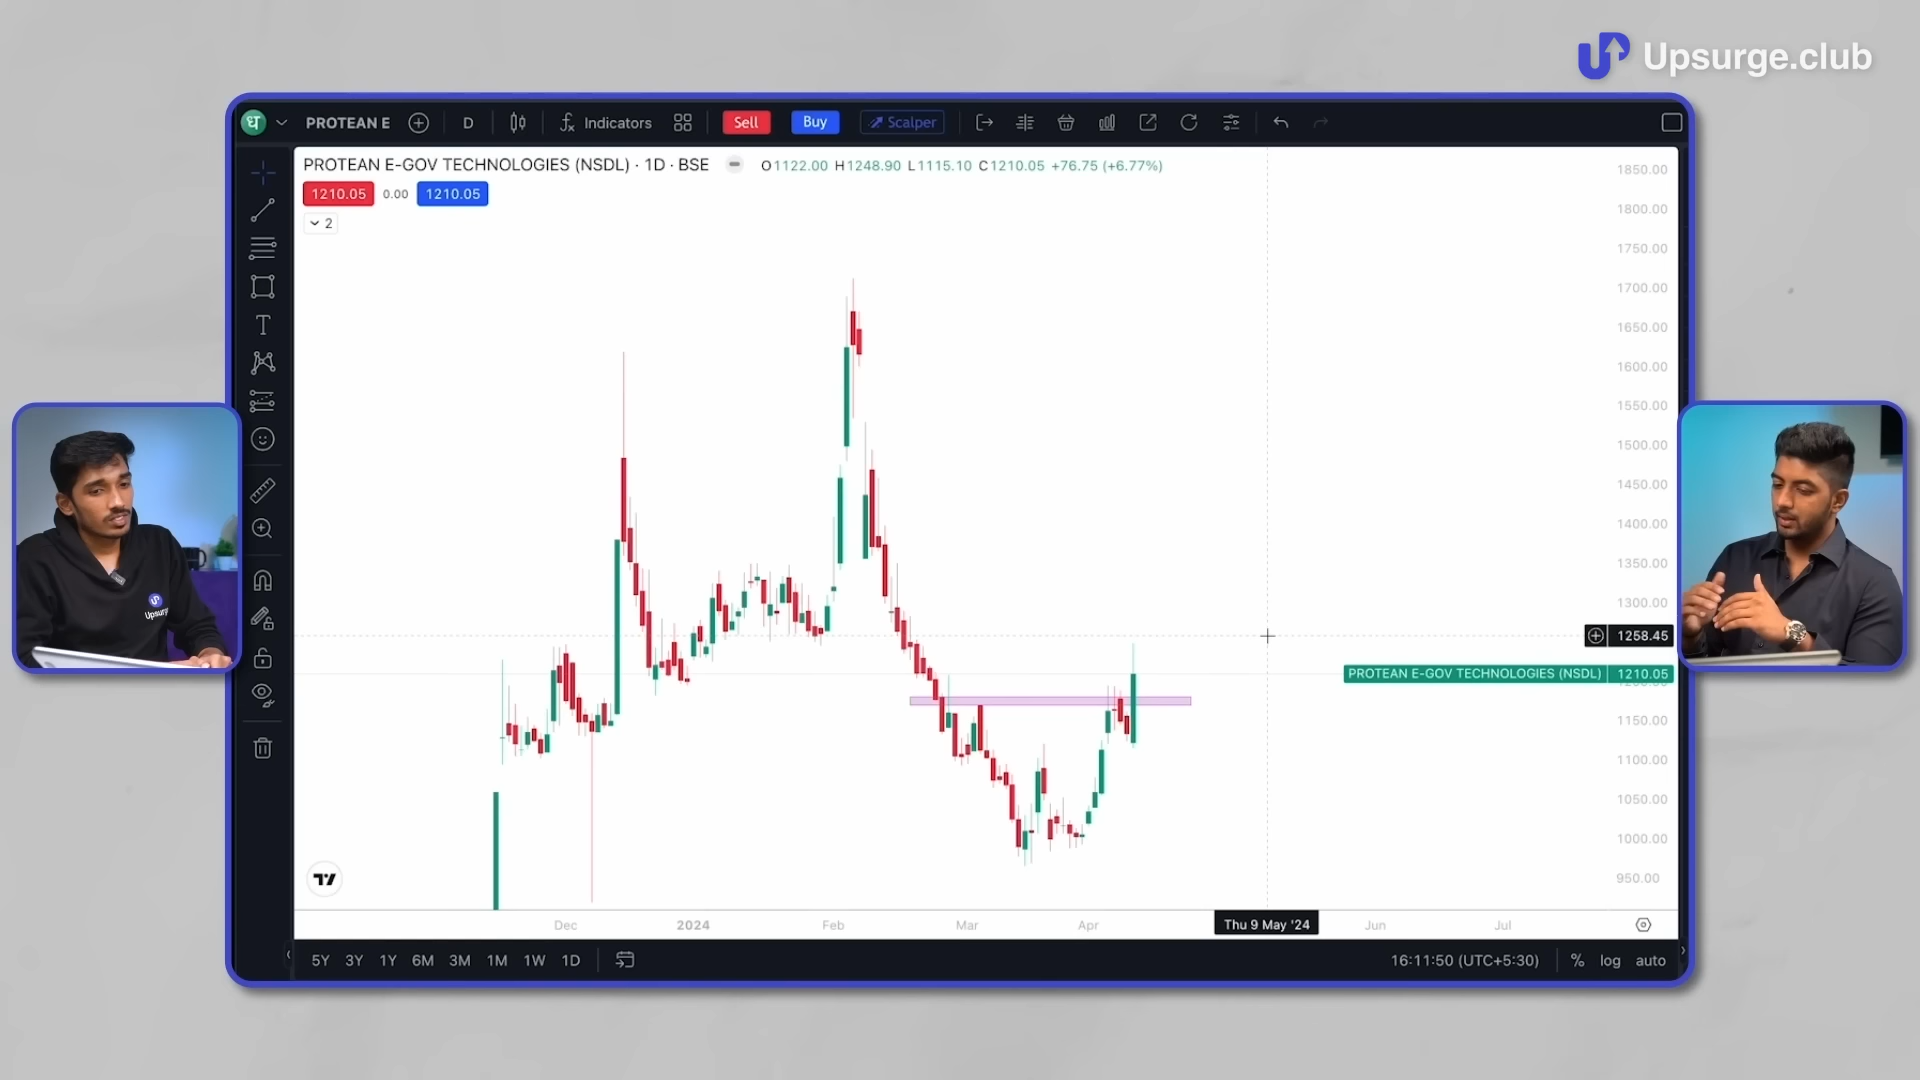 Upsurge.club
ध PROTEAN E D Indicators Sell Buy Scalper
PROTEAN E-GOV TECHNOLOGIES (NSDL) · 1D · BSE O1122.00 H1248.90 L1115.10 C1210.05 +76.75 (+6.77%)
1210.05 0.00 1210.05
2
1850.00
1800.00
1750.00
1700.00
1650.00
1600.00
1550.00
1500.00
1450.00
1400.00
1350.00
1300.00
1258.45
PROTEAN E-GOV TECHNOLOGIES (NSDL) 1210.05
1150.00
1100.00
1050.00
1000.00
950.00
Upsurge
Dec 2024 Feb Mar Apr Thu 9 May '24 Jun Jul
5Y 3Y 1Y 6M 3M 1M 1W 1D 16:11:50 (UTC+5:30) % log auto